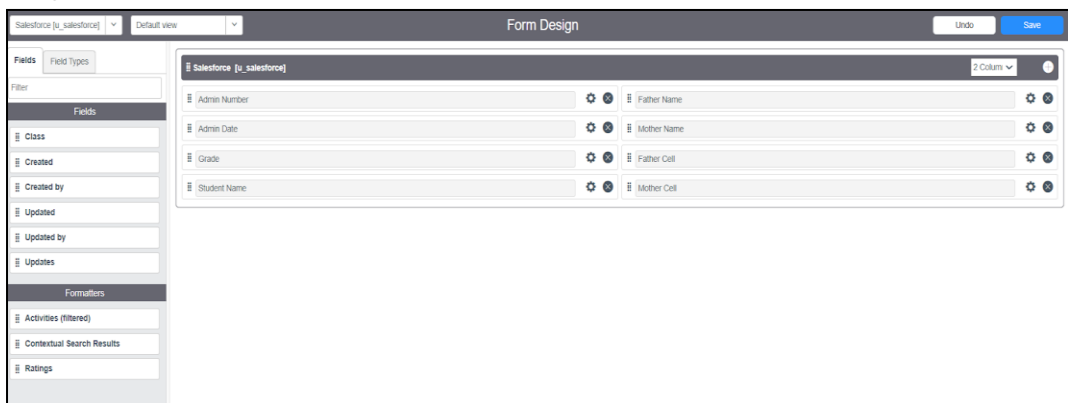 Salesforce [u_salesforce]
Default view
Form Design
Undo
Save
Fields
Field Types
Filter
Fields
Class
Created
Created by
Updated
Updated by
Updates
Formatters
Activities (filtered)
Contextual Search Results
Ratings
Salesforce [u_salesforce]
2 Colum
Admin Number
Father Name
Admin Date
Mother Name
Grade
Father Cell
Student Name
Mother Cell